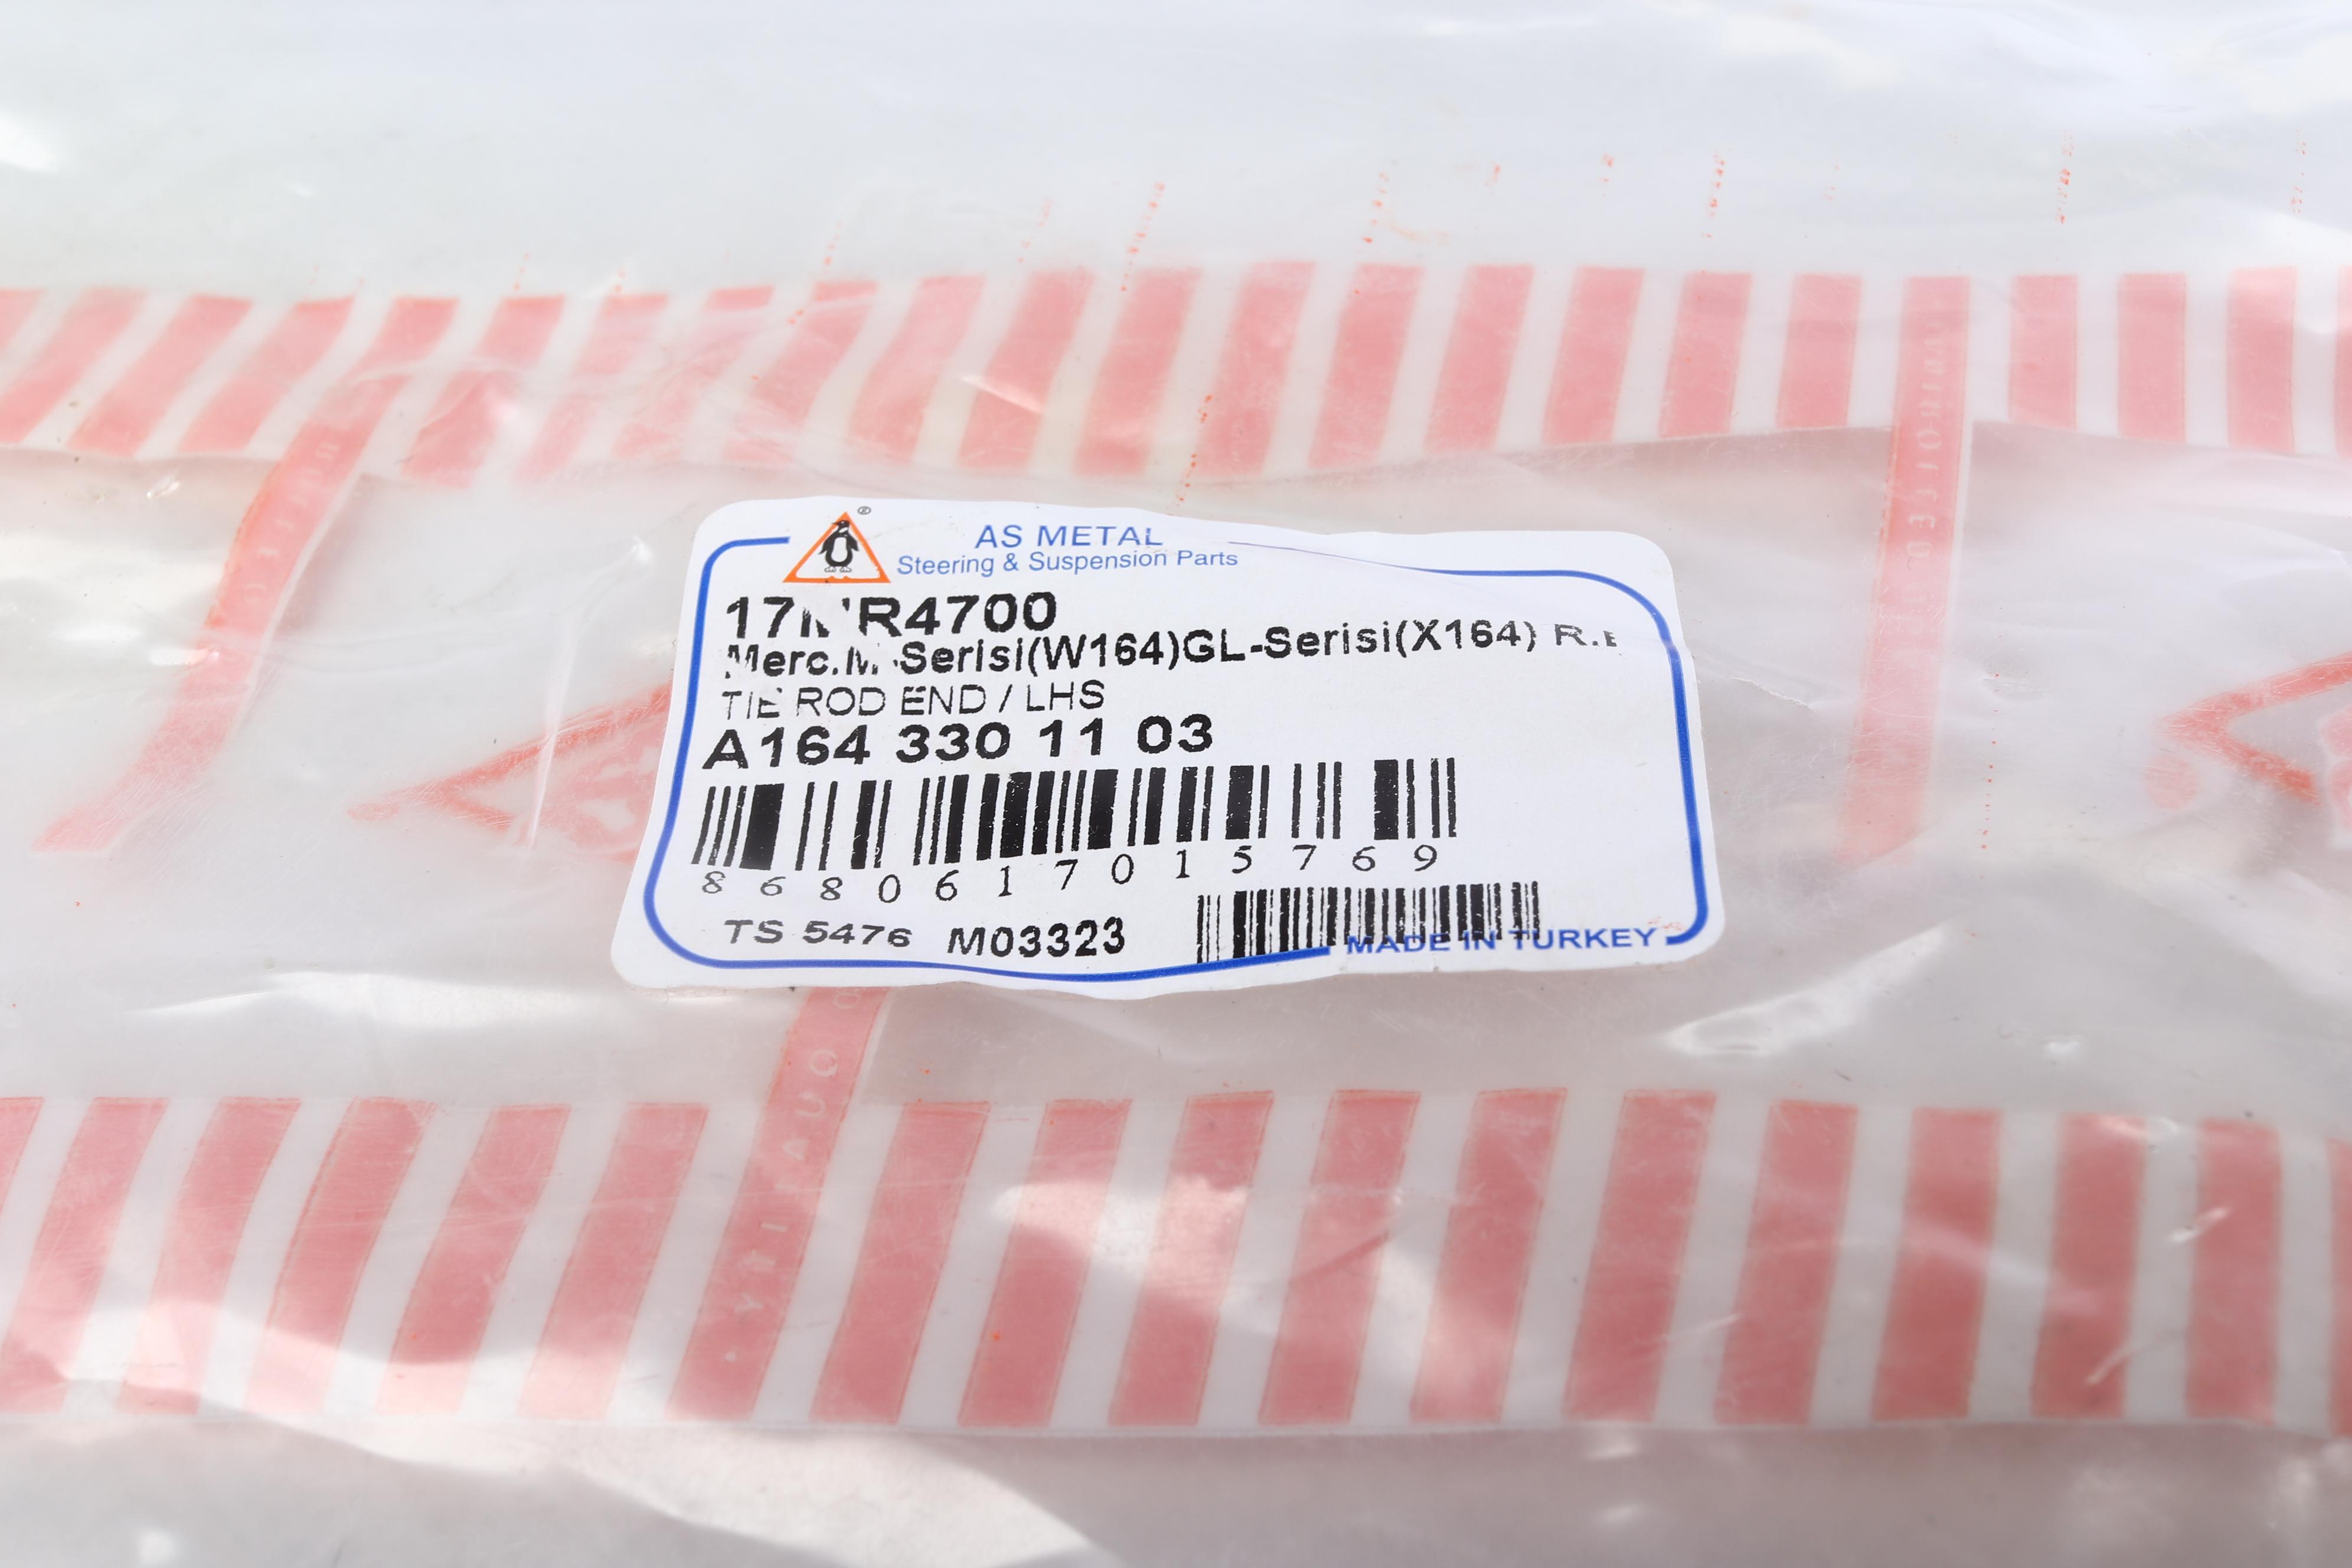 AS METAL
Steering & Suspension Parts
Merc.M-Serisi(W164)GL-Serisi(X164)
TIE ROD END / LHS
A164 330 11 03
8680617015769
TS 5476 M03323
MADE IN TURKEY